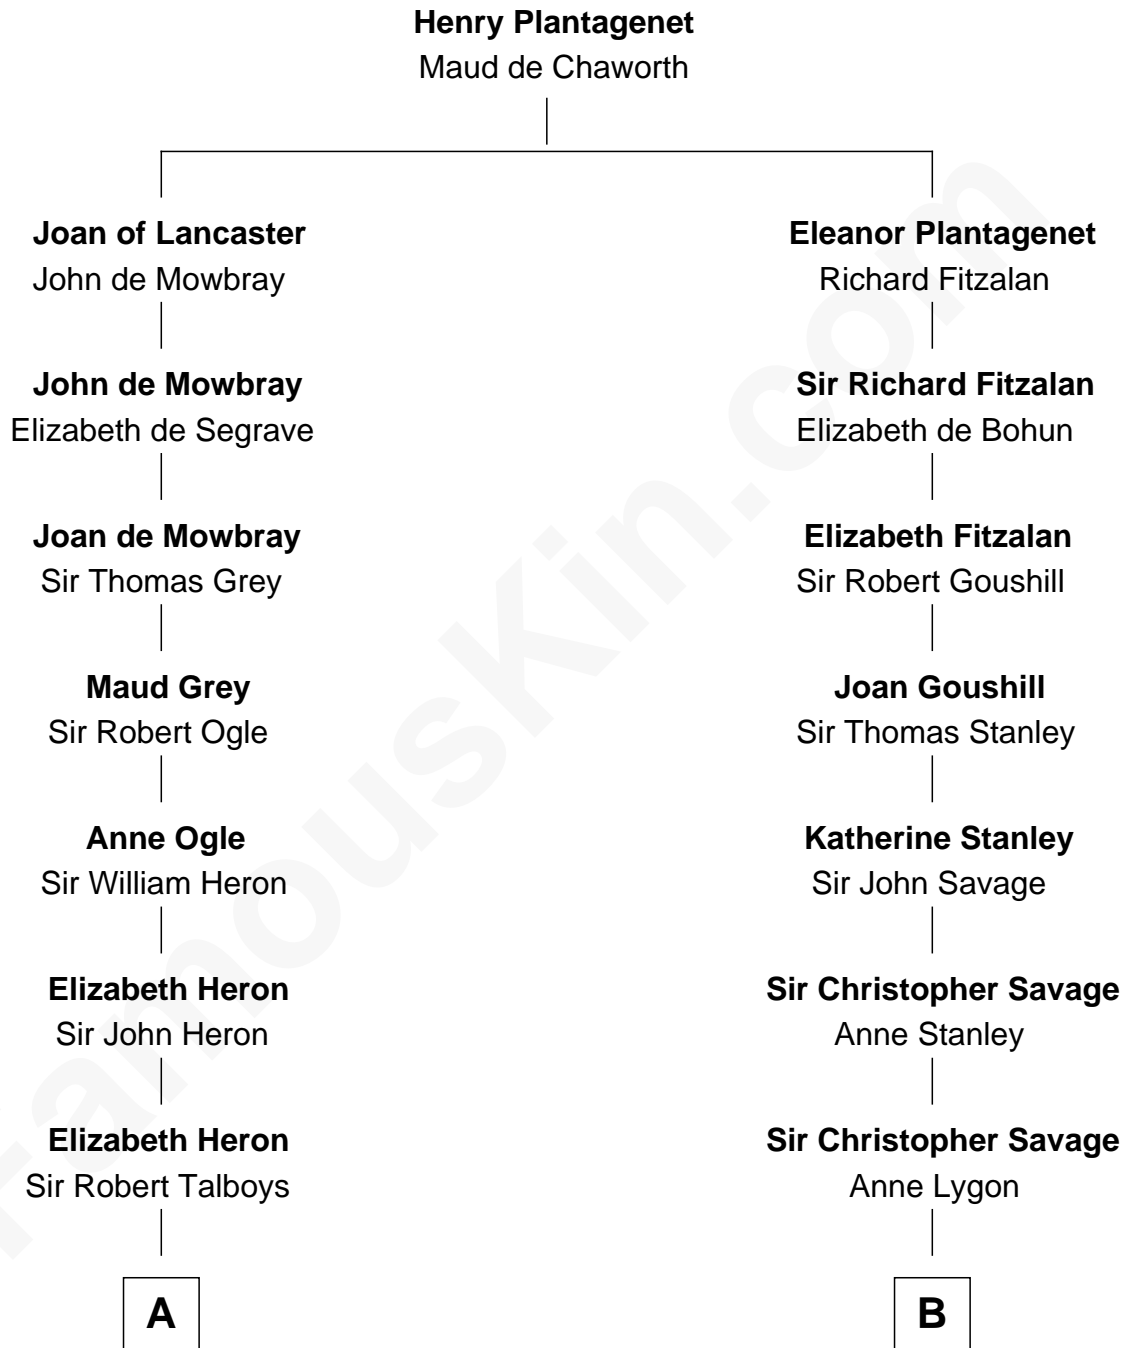 Henry Plantagenet
Maud de Chaworth
Joan of Lancaster
John de Mowbray
Eleanor Plantagenet
Richard Fitzalan
John de Mowbray
Elizabeth de Segrave
Sir Richard Fitzalan
Elizabeth de Bohun
Joan de Mowbray
Sir Thomas Grey
Elizabeth Fitzalan
Sir Robert Goushill
Maud Grey
Sir Robert Ogle
Joan Goushill
Sir Thomas Stanley
Anne Ogle
Sir William Heron
Katherine Stanley
Sir John Savage
Elizabeth Heron
Sir John Heron
Sir Christopher Savage
Anne Stanley
Elizabeth Heron
Sir Robert Talboys
Sir Christopher Savage
Anne Lygon
A
B
FamousKin.com